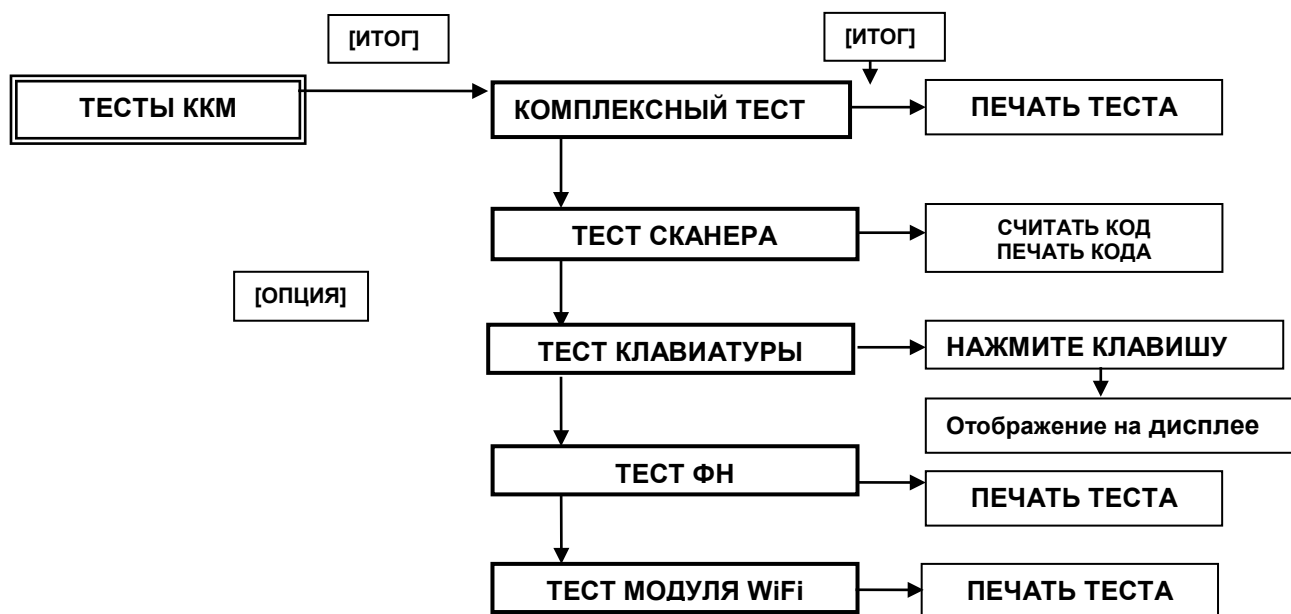 [ИТОГ]
[ИТОГ]
ТЕСТЫ ККМ
КОМПЛЕКСНЫЙ ТЕСТ
ПЕЧАТЬ ТЕСТА
ТЕСТ СКАНЕРА
СЧИТАТЬ КОД
ПЕЧАТЬ КОДА
[ОПЦИЯ]
ТЕСТ КЛАВИАТУРЫ
НАЖМИТЕ КЛАВИШУ
Отображение на дисплее
ТЕСТ ФН
ПЕЧАТЬ ТЕСТА
ТЕСТ МОДУЛЯ WiFi
ПЕЧАТЬ ТЕСТА